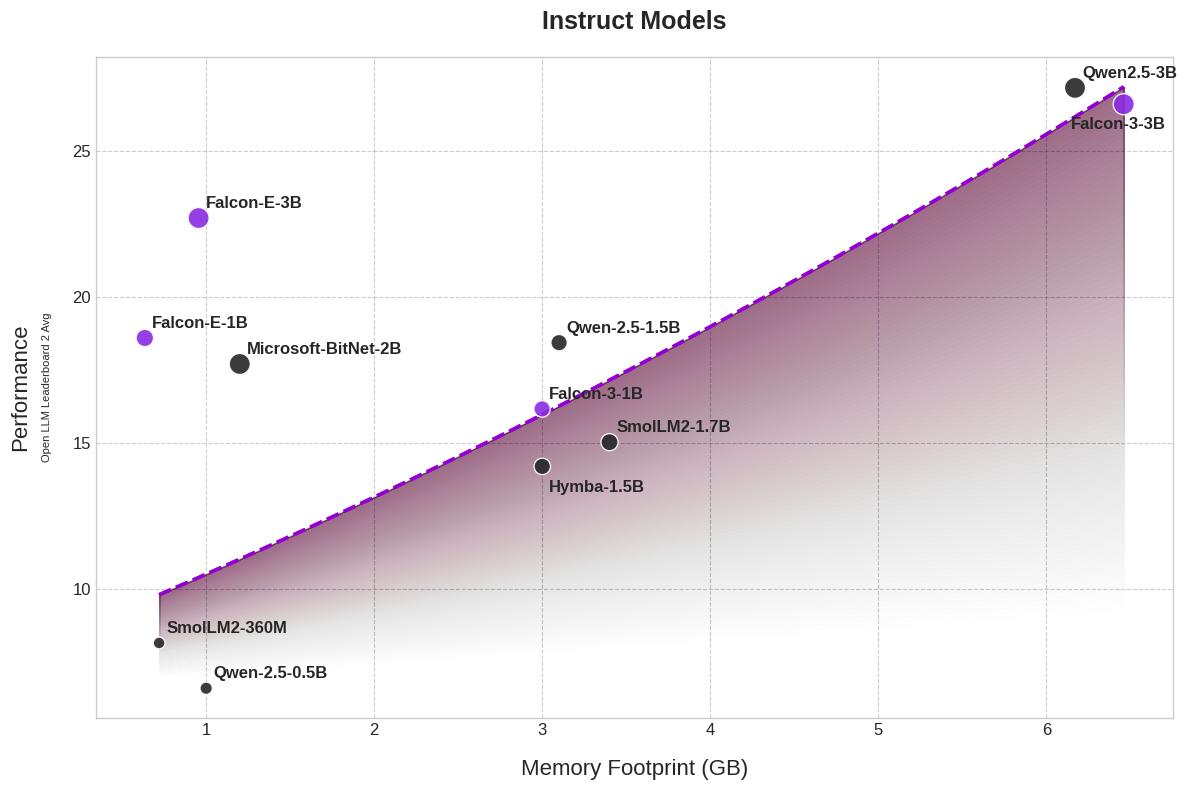 Instruct Models
Performance
Open LLM Leaderboard 2 Avg
25
20
15
10
Qwen2.5-3B
Falcon-3-3B
Falcon-E-3B
Falcon-E-1B
Microsoft-BitNet-2B
Qwen-2.5-1.5B
Falcon-3-1B
SmolLM2-1.7B
Hymba-1.5B
SmolLM2-360M
Qwen-2.5-0.5B
1 2 3 4 5 6
Memory Footprint (GB)